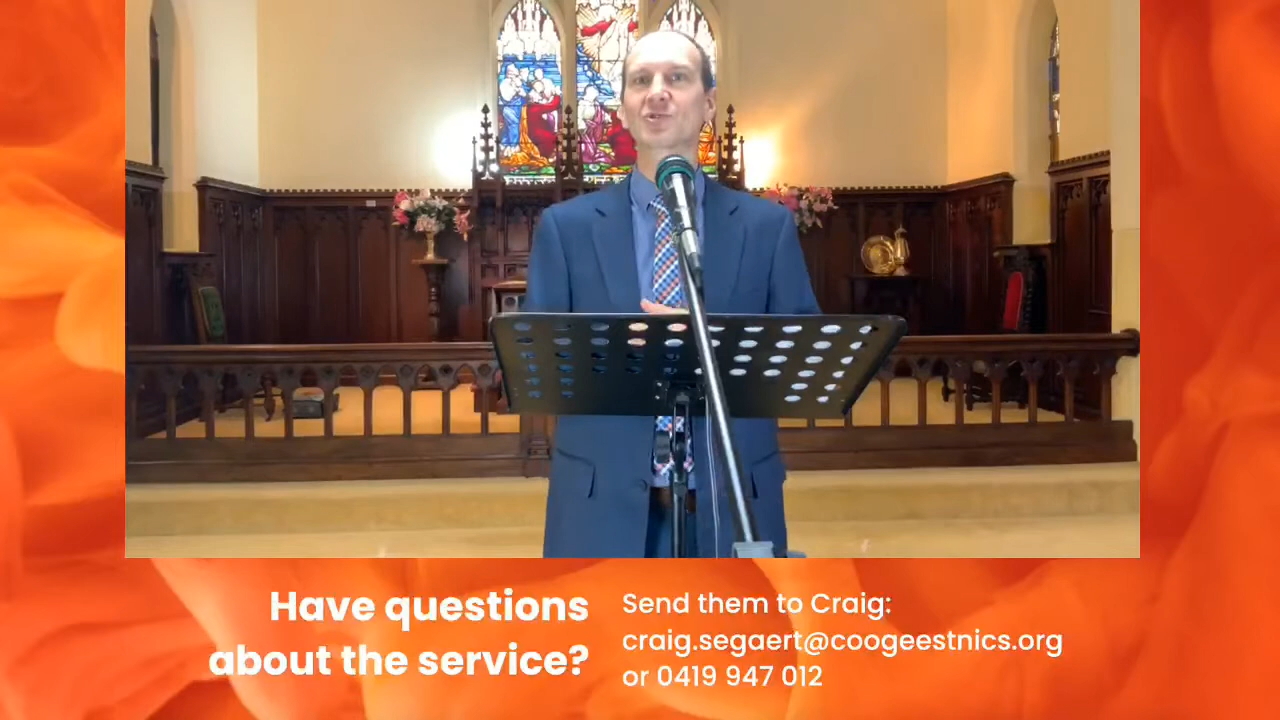 Have questions
about the service?
Send them to Craig:
craig.segaert@coogeestnics.org
or 0419 947 012